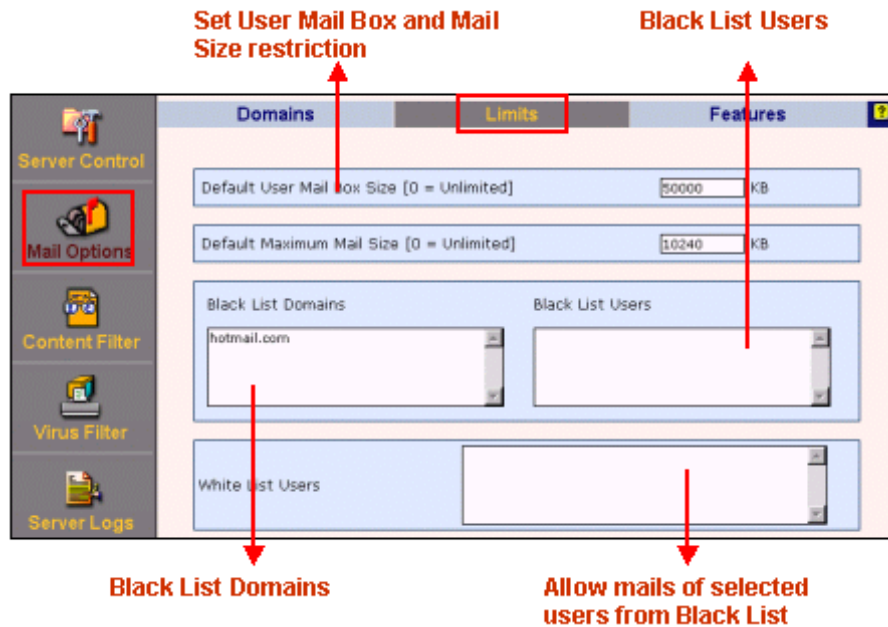 Set User Mail Box and Mail
Size restriction
Black List Users
Domains
Limits
Features
?
Server Control
Mail Options
Content Filter
Virus Filter
Server Logs
Default User Mail Box Size [0 = Unlimited]
50000 KB
Default Maximum Mail Size [0 = Unlimited]
10240 KB
Black List Domains
Black List Users
hotmail.com
White List Users
Black List Domains
Allow mails of selected
users from Black List